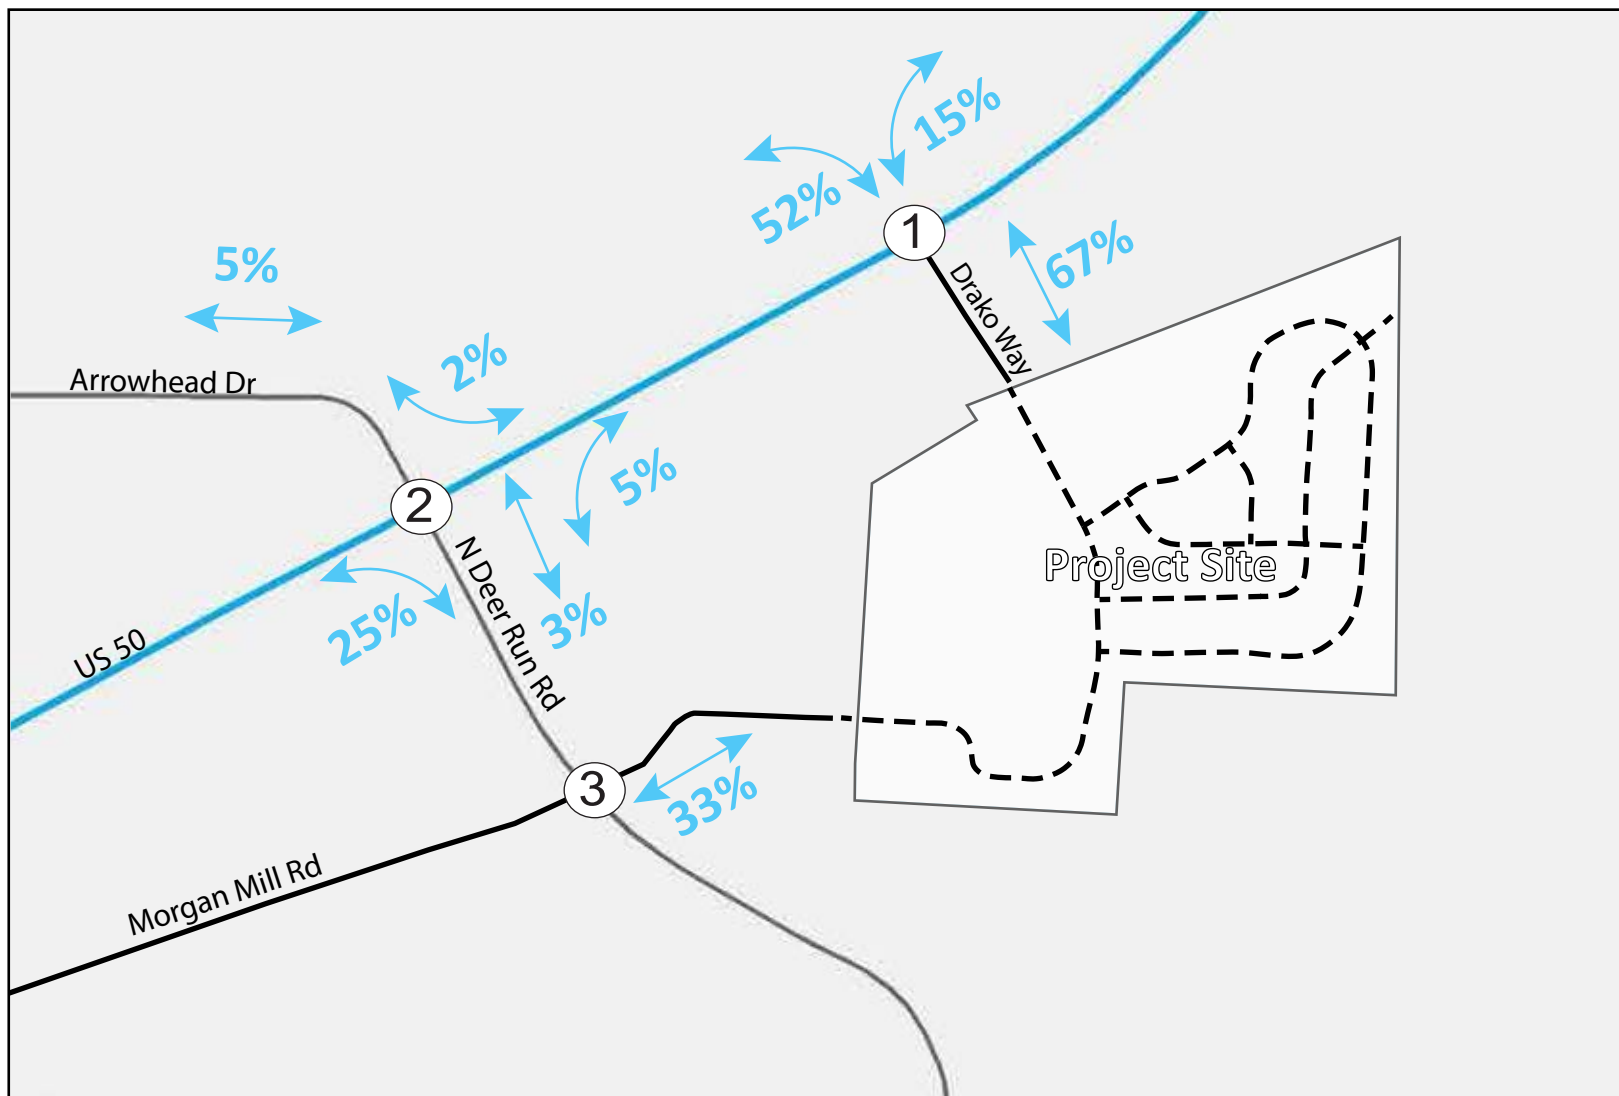 15%
52%
1
67%
5%
Drako Way
2%
Arrowhead Dr
5%
2
Project Site
N Deer Run Rd
25%
3%
US 50
3
33%
Morgan Mill Rd